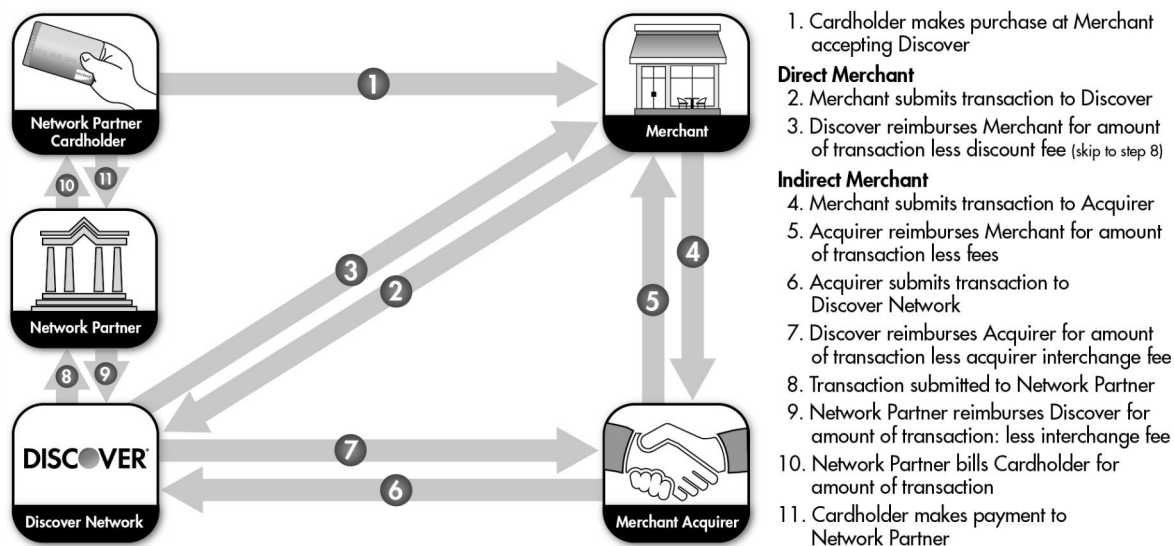 Network Partner
Cardholder
1
Merchant
10
11
Network Partner
3
2
4
5
8
9
DISCOVER®
Discover Network
7
6
Merchant Acquirer
1. Cardholder makes purchase at Merchant
accepting Discover
Direct Merchant
2. Merchant submits transaction to Discover
3. Discover reimburses Merchant for amount
of transaction less discount fee (skip to step 8)
Indirect Merchant
4. Merchant submits transaction to Acquirer
5. Acquirer reimburses Merchant for amount
of transaction less fees
6. Acquirer submits transaction to
Discover Network
7. Discover reimburses Acquirer for amount
of transaction less acquirer interchange fee
8. Transaction submitted to Network Partner
9. Network Partner reimburses Discover for
amount of transaction: less interchange fee
10. Network Partner bills Cardholder for
amount of transaction
11. Cardholder makes payment to
Network Partner